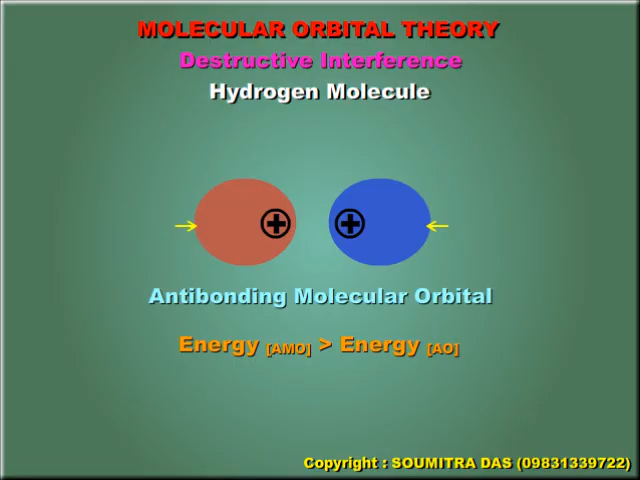 MOLECULAR ORBITAL THEORY
Destructive Interference
Hydrogen Molecule
Antibonding Molecular Orbital
Energy [AMO] > Energy [AO]
Copyright : SOUMITRA DAS (09831339722)